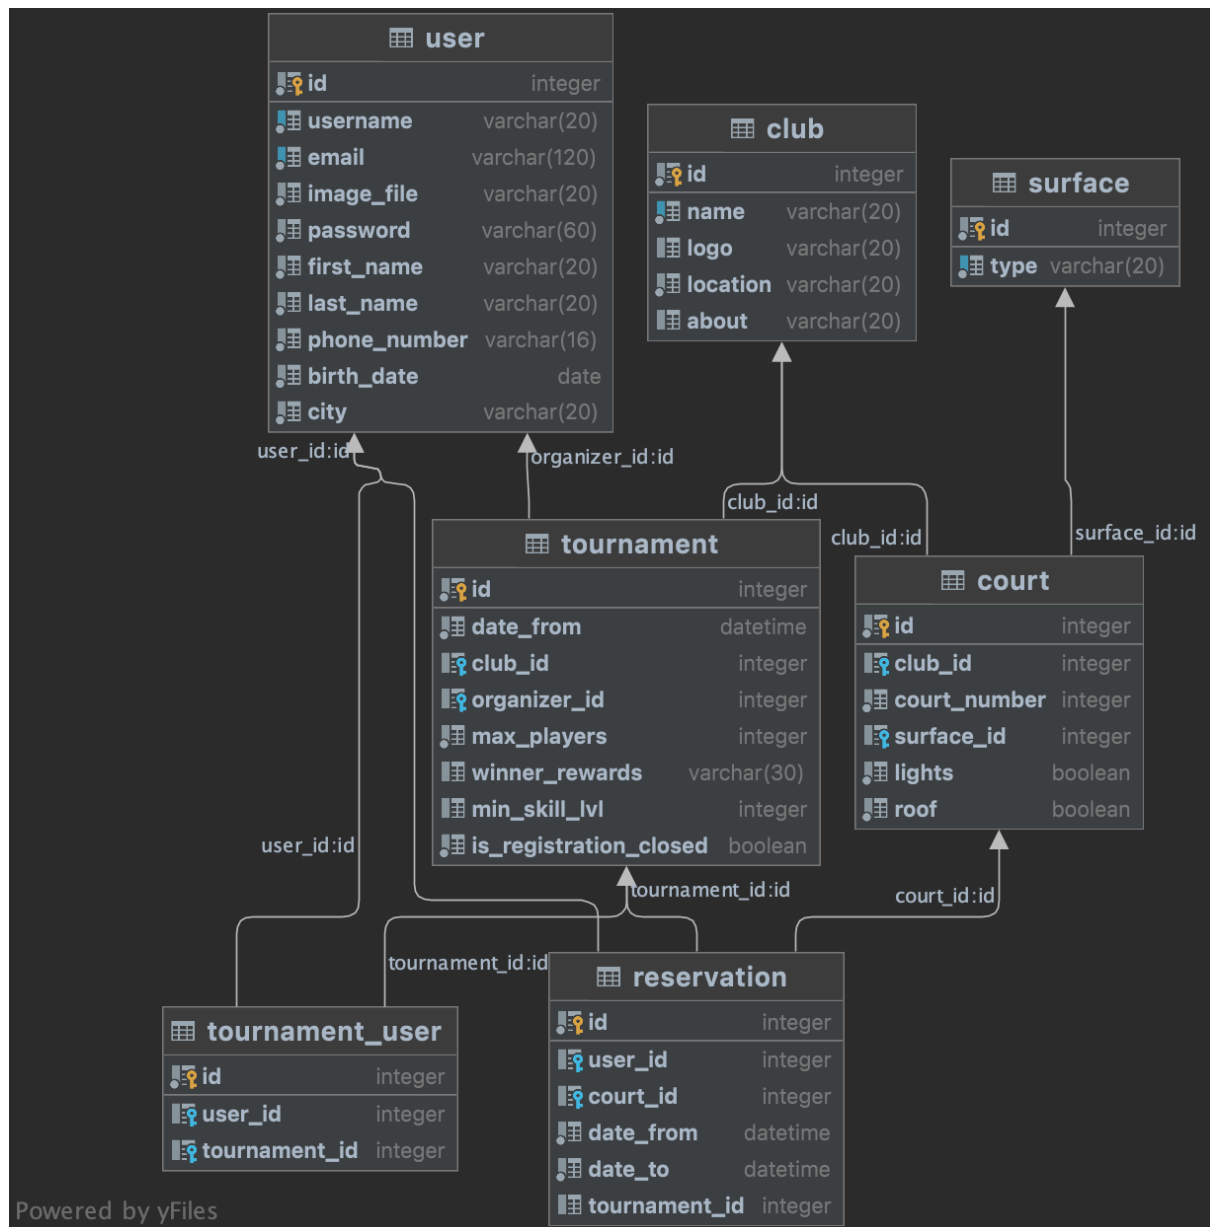 user
id integer
username varchar(20)
email varchar(120)
image_file varchar(20)
password varchar(60)
first_name varchar(20)
last_name varchar(20)
phone_number varchar(16)
birth_date date
city varchar(20)
club
id integer
name varchar(20)
logo varchar(20)
location varchar(20)
about varchar(20)
surface
id integer
type varchar(20)
user_id:id
organizer_id:id
club_id:id
club_id:id
surface_id:id
tournament
id integer
date_from datetime
club_id integer
organizer_id integer
max_players integer
winner_rewards varchar(30)
min_skill_lvl integer
is_registration_closed boolean
court
id integer
club_id integer
court_number integer
surface_id integer
lights boolean
roof boolean
user_id:id
tournament_id:id
court_id:id
tournament_id:id
tournament_user
id integer
user_id integer
tournament_id integer
reservation
id integer
user_id integer
court_id integer
date_from datetime
date_to datetime
tournament_id integer
Powered by yFiles